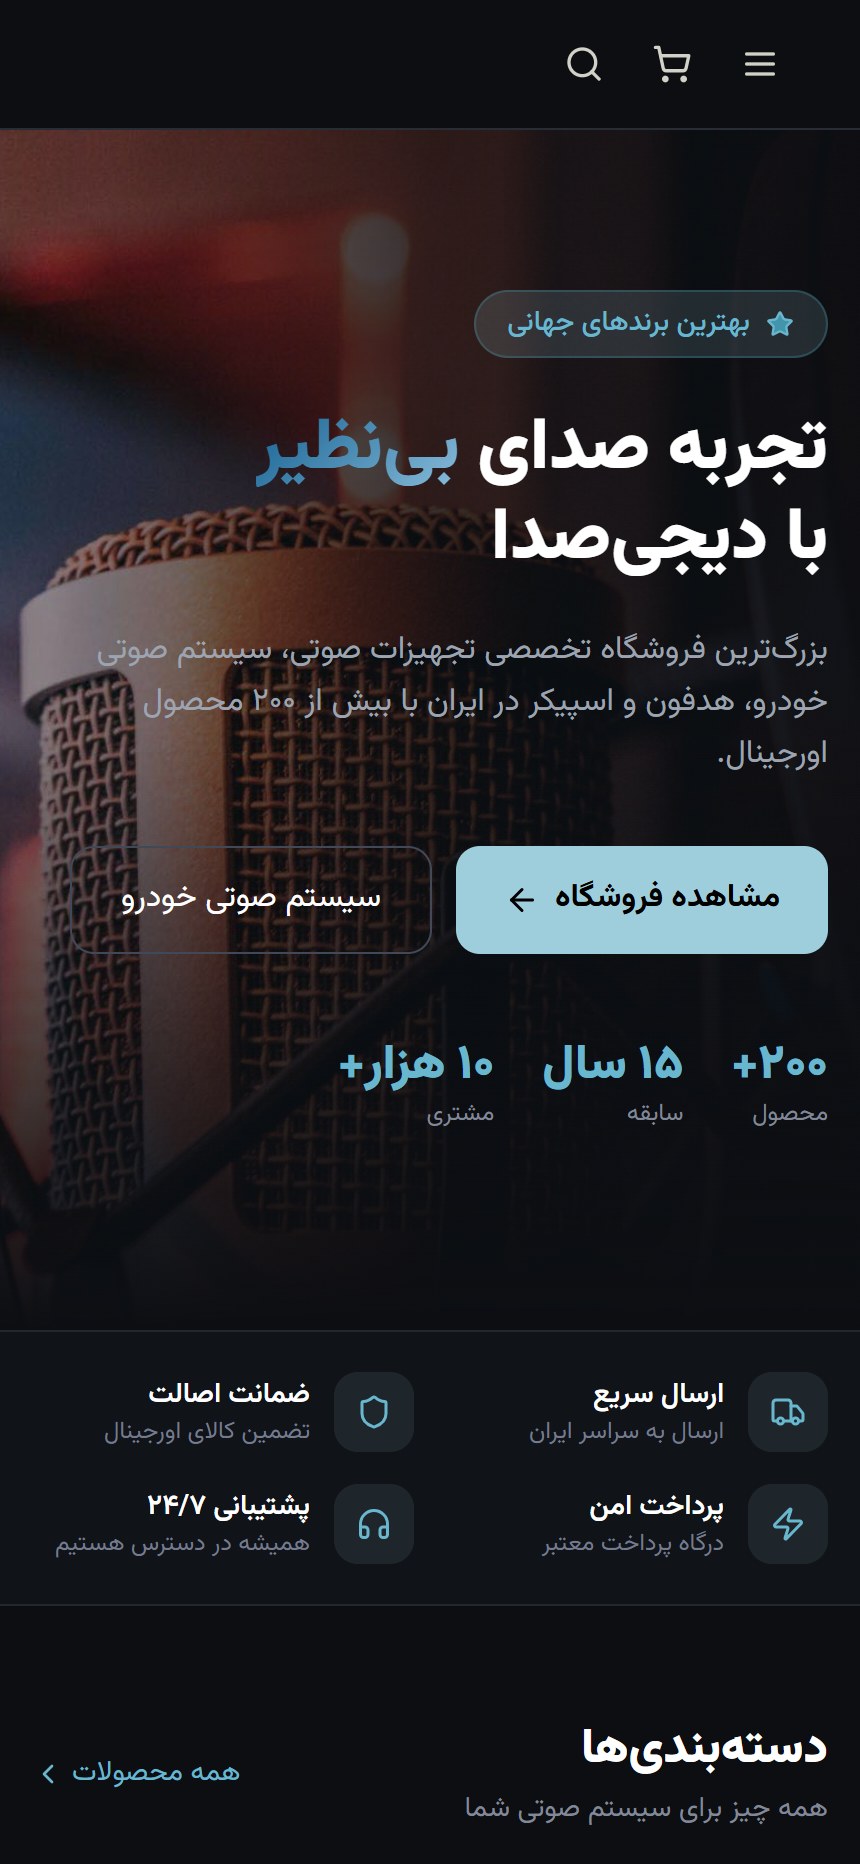 بهترین برندهای جهانی
تجربه صدای بی‌نظیر
با دیجی‌صدا
بزرگ‌ترین فروشگاه تخصصی تجهیزات صوتی، سیستم صوتی
خودرو، هدفون و اسپیکر در ایران با بیش از ۲۰۰ محصول
اورجینال.
مشاهده فروشگاه
سیستم صوتی خودرو
۲۰۰+
محصول
۱۵ سال
سابقه
۱۰ هزار+
مشتری
ارسال سریع
ارسال به سراسر ایران
ضمانت اصالت
تضمین کالای اورجینال
پرداخت امن
درگاه پرداخت معتبر
پشتیبانی ۲۴/۷
همیشه در دسترس هستیم
دسته‌بندی‌ها
همه چیز برای سیستم صوتی شما
همه محصولات